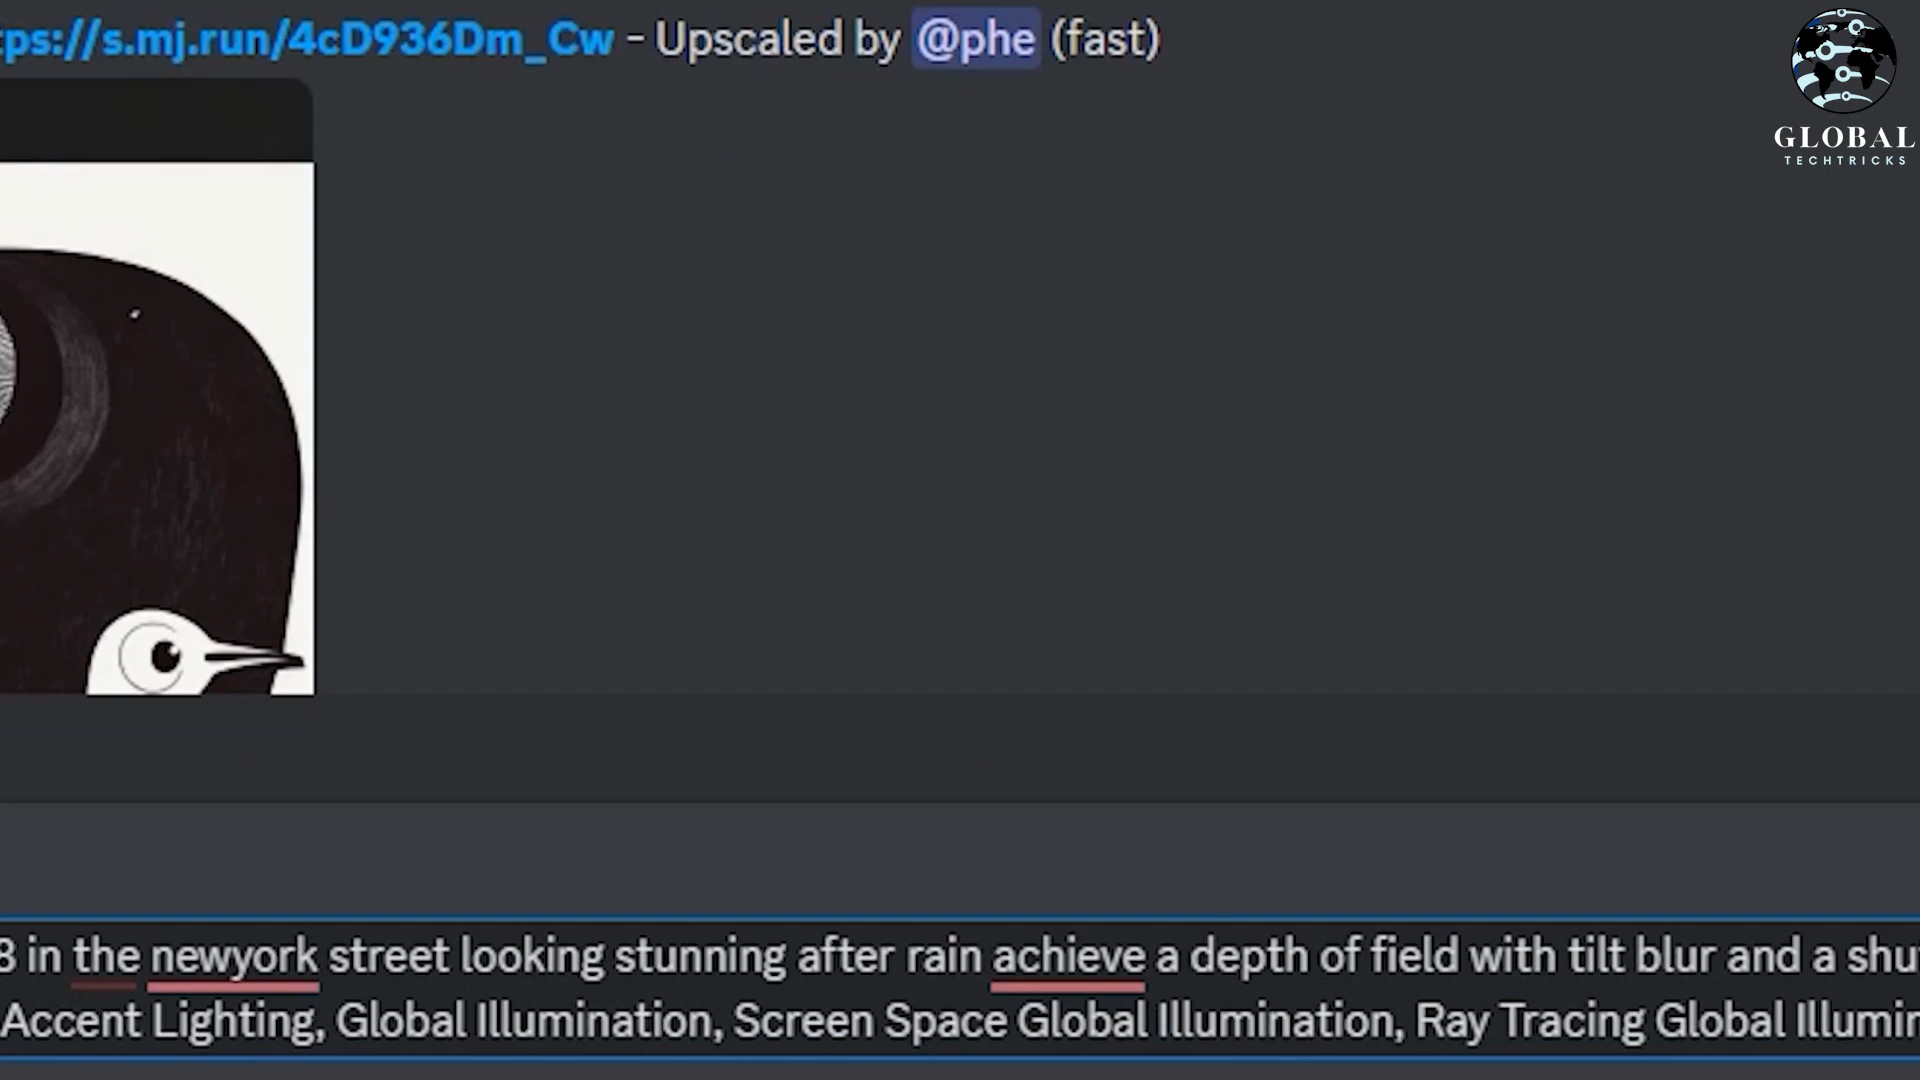 tps://s.mj.run/4cD936Dm_Cw - Upscaled by @phe (fast)
GLOBAL
TECHTRICKS
8 in the newyork street looking stunning after rain achieve a depth of field with tilt blur and a shu
Accent Lighting, Global Illumination, Screen Space Global Illumination, Ray Tracing Global Illumin